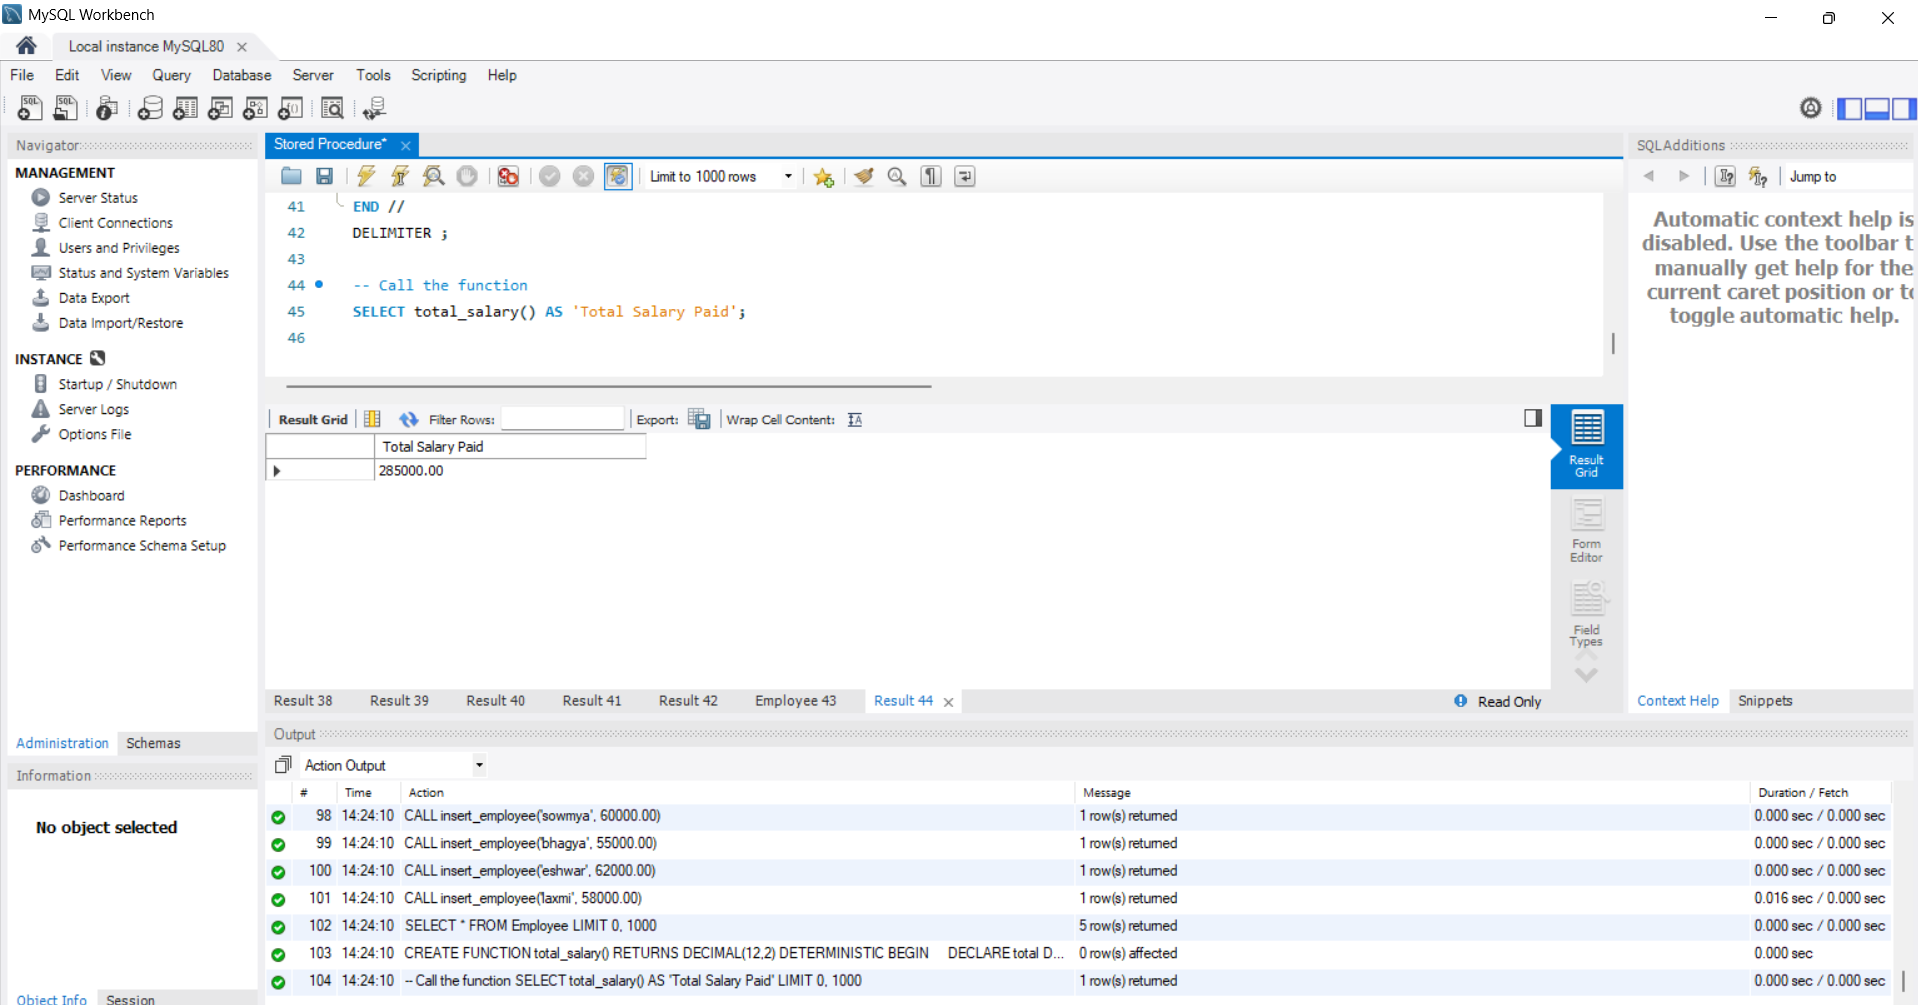 MySQL Workbench
Local instance MySQL80
File Edit View Query Database Server Tools Scripting Help
Navigator
MANAGEMENT
Server Status
Client Connections
Users and Privileges
Status and System Variables
Data Export
Data Import/Restore
INSTANCE
Startup / Shutdown
Server Logs
Options File
PERFORMANCE
Dashboard
Performance Reports
Performance Schema Setup
Administration Schemas
Information
No object selected
Object Info Session
Stored Procedure*
Limit to 1000 rows
41 END //
42 DELIMITER ;
43
44 -- Call the function
45 SELECT total_salary() AS 'Total Salary Paid';
46
Result Grid Filter Rows: Export: Wrap Cell Content:
Total Salary Paid
285000.00
Result Grid
Form Editor
Field Types
Result 38 Result 39 Result 40 Result 41 Result 42 Employee 43 Result 44 Read Only
Output
Action Output
# Time Action Message Duration / Fetch
98 14:24:10 CALL insert_employee('sowmya', 60000.00) 1 row(s) returned 0.000 sec / 0.000 sec
99 14:24:10 CALL insert_employee('bhagya', 55000.00) 1 row(s) returned 0.000 sec / 0.000 sec
100 14:24:10 CALL insert_employee('eshwar', 62000.00) 1 row(s) returned 0.000 sec / 0.000 sec
101 14:24:10 CALL insert_employee('laxmi', 58000.00) 1 row(s) returned 0.016 sec / 0.000 sec
102 14:24:10 SELECT * FROM Employee LIMIT 0, 1000 5 row(s) returned 0.000 sec / 0.000 sec
103 14:24:10 CREATE FUNCTION total_salary() RETURNS DECIMAL(12,2) DETERMINISTIC BEGIN DECLARE total D... 0 row(s) affected 0.000 sec
104 14:24:10 -- Call the function SELECT total_salary() AS 'Total Salary Paid' LIMIT 0, 1000 1 row(s) returned 0.000 sec / 0.000 sec
SQLAdditions
Jump to
Automatic context help is
disabled. Use the toolbar t
manually get help for the
current caret position or to
toggle automatic help.
Context Help Snippets